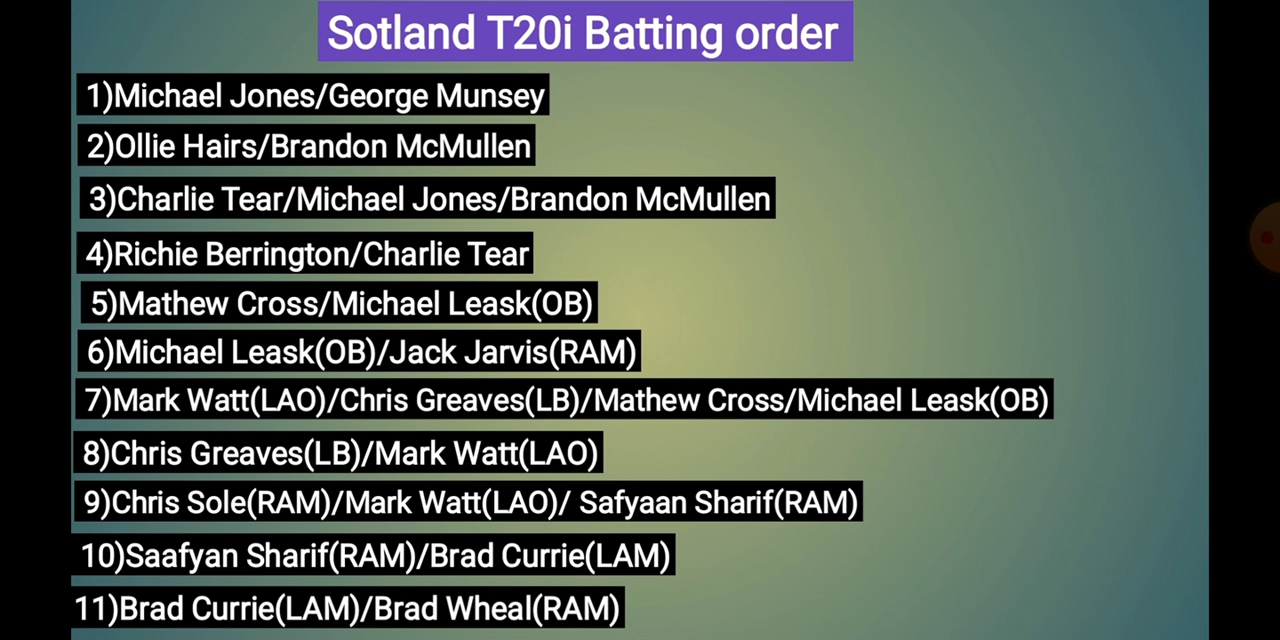 Sotland T20i Batting order
1)Michael Jones/George Munsey
2)Ollie Hairs/Brandon McMullen
3)Charlie Tear/Michael Jones/Brandon McMullen
4)Richie Berrington/Charlie Tear
5)Mathew Cross/Michael Leask(OB)
6)Michael Leask(OB)/Jack Jarvis(RAM)
7)Mark Watt(LAO)/Chris Greaves(LB)/Mathew Cross/Michael Leask(OB)
8)Chris Greaves(LB)/Mark Watt(LAO)
9)Chris Sole(RAM)/Mark Watt(LAO)/ Safyaan Sharif(RAM)
10)Saafyan Sharif(RAM)/Brad Currie(LAM)
11)Brad Currie(LAM)/Brad Wheal(RAM)